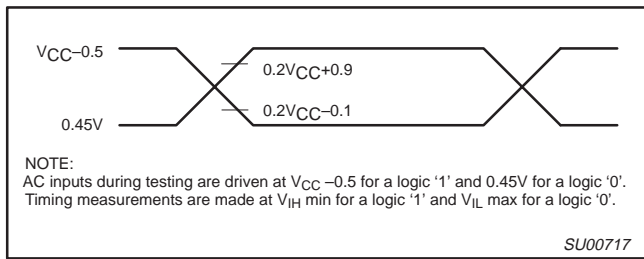 VCC–0.5
0.45V
0.2VCC+0.9
0.2VCC–0.1
NOTE:
AC inputs during testing are driven at VCC –0.5 for a logic ‘1’ and 0.45V for a logic ‘0’.
Timing measurements are made at VIH min for a logic ‘1’ and VIL max for a logic ‘0’.
SU00717